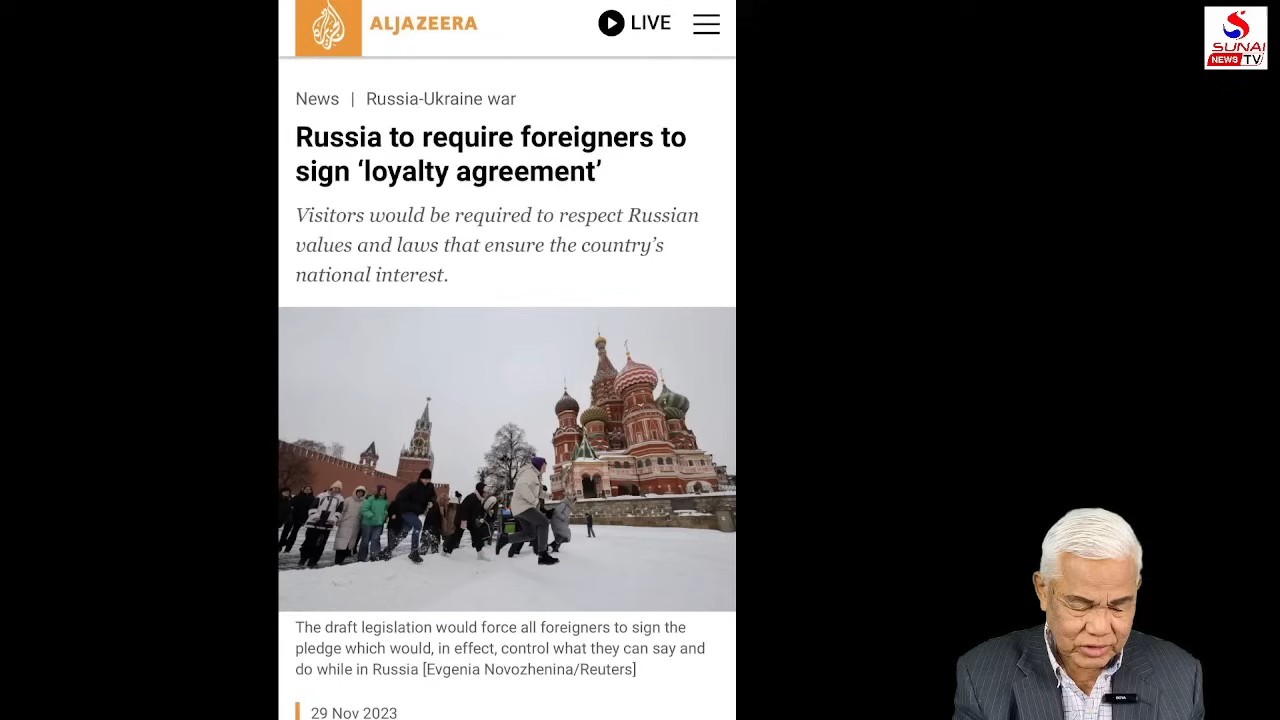 ALJAZEERA
LIVE
SUNAI
NEWS TV
News | Russia-Ukraine war
Russia to require foreigners to
sign ‘loyalty agreement’
Visitors would be required to respect Russian
values and laws that ensure the country’s
national interest.
The draft legislation would force all foreigners to sign the
pledge which would, in effect, control what they can say and
do while in Russia [Evgenia Novozhenina/Reuters]
29 Nov 2023